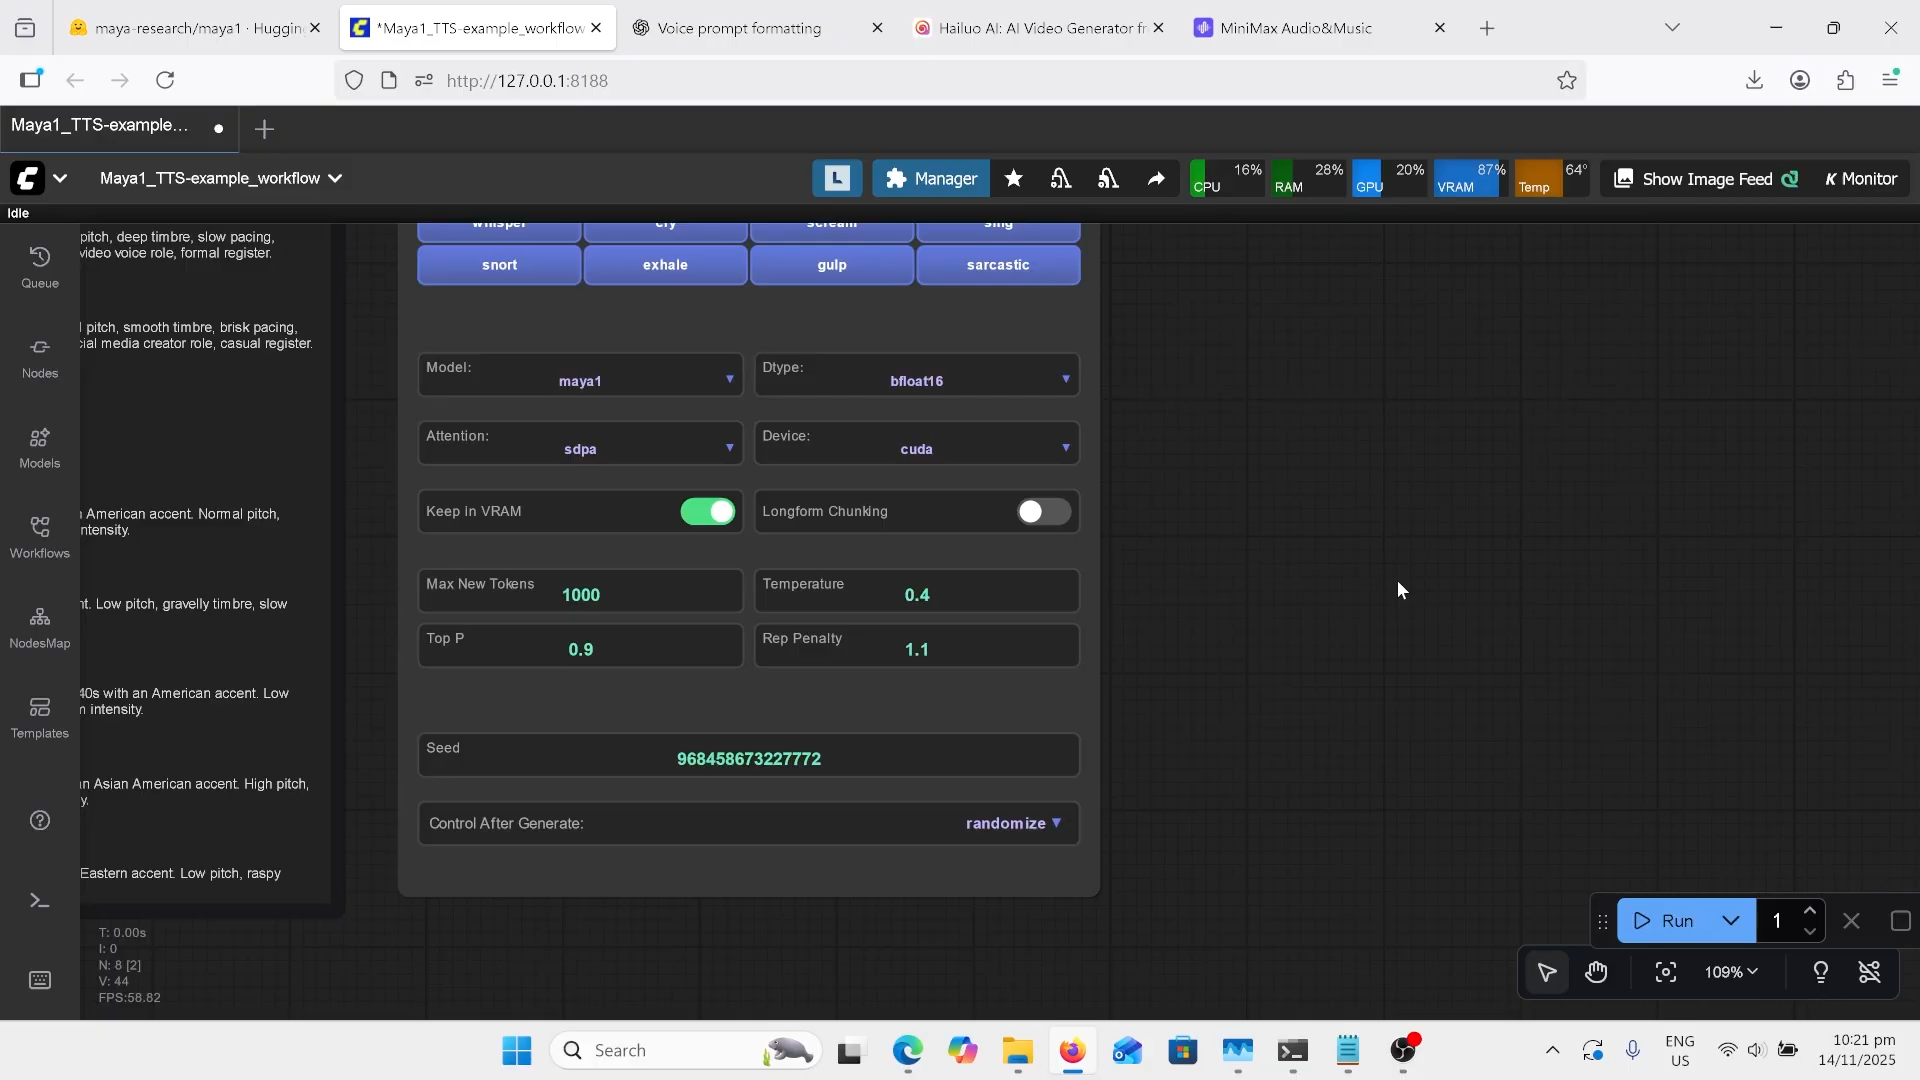 maya-research/maya1 · Hugging
*Maya1_TTS-example_workflow
Voice prompt formatting
Hailuo AI: AI Video Generator fr
MiniMax Audio&Music
http://127.0.0.1:8188
Maya1_TTS-example...
Maya1_TTS-example_workflow
L
Manager
CPU 16%
RAM 28%
GPU 20%
VRAM 87%
Temp 64°
Show Image Feed
K Monitor
Idle
Queue
Nodes
Models
Workflows
NodesMap
Templates
pitch, deep timbre, slow pacing,
video voice role, formal register.
pitch, smooth timbre, brisk pacing,
cial media creator role, casual register.
American accent. Normal pitch,
ntensity.
nt. Low pitch, gravelly timbre, slow
40s with an American accent. Low
n intensity.
an Asian American accent. High pitch,
y.
Eastern accent. Low pitch, raspy
whisper cry scream sing
snort exhale gulp sarcastic
Model: maya1
Dtype: bfloat16
Attention: sdpa
Device: cuda
Keep in VRAM
Longform Chunking
Max New Tokens 1000
Temperature 0.4
Top P 0.9
Rep Penalty 1.1
Seed 968458673227772
Control After Generate: randomize
T: 0.00s
I: 0
N: 8 [2]
V: 44
FPS:58.82
Run
1
109%
Search
ENG
US
10:21 pm
14/11/2025